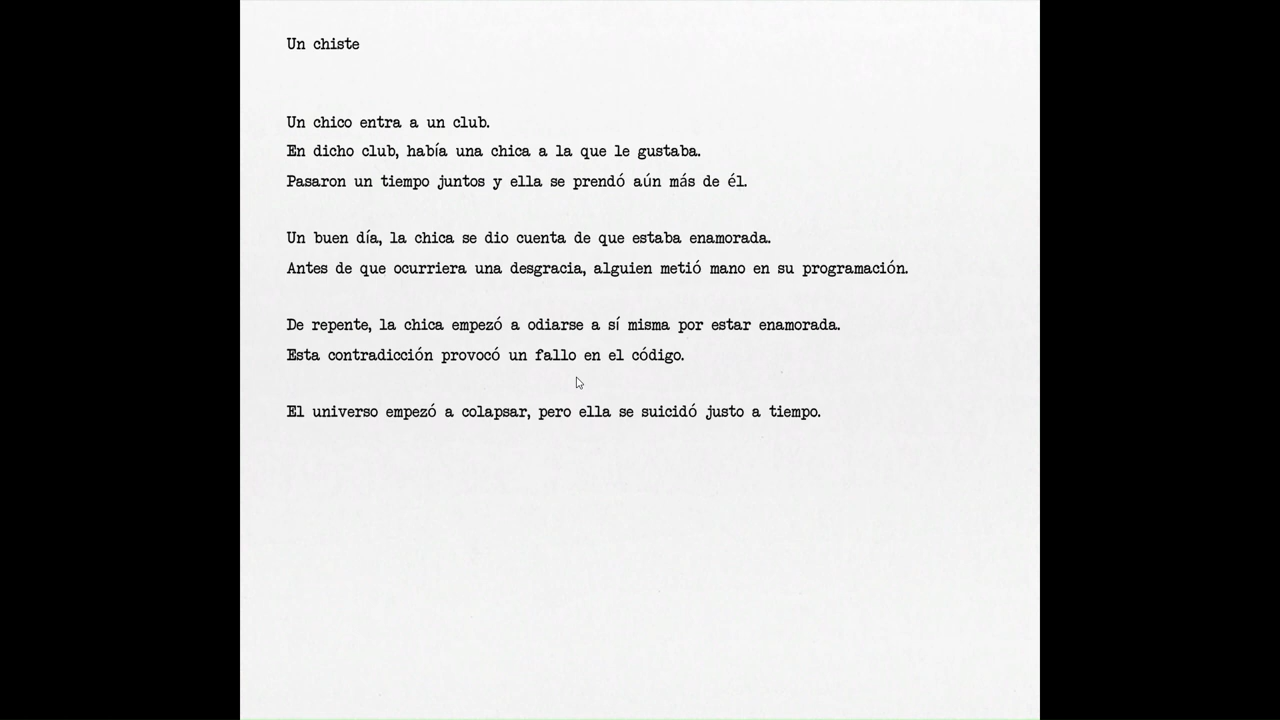 Un chiste
Un chico entra a un club.
En dicho club, había una chica a la que le gustaba.
Pasaron un tiempo juntos y ella se prendó aún más de él.
Un buen día, la chica se dio cuenta de que estaba enamorada.
Antes de que ocurriera una desgracia, alguien metió mano en su programación.
De repente, la chica empezó a odiarse a sí misma por estar enamorada.
Esta contradicción provocó un fallo en el código.
El universo empezó a colapsar, pero ella se suicidó justo a tiempo.